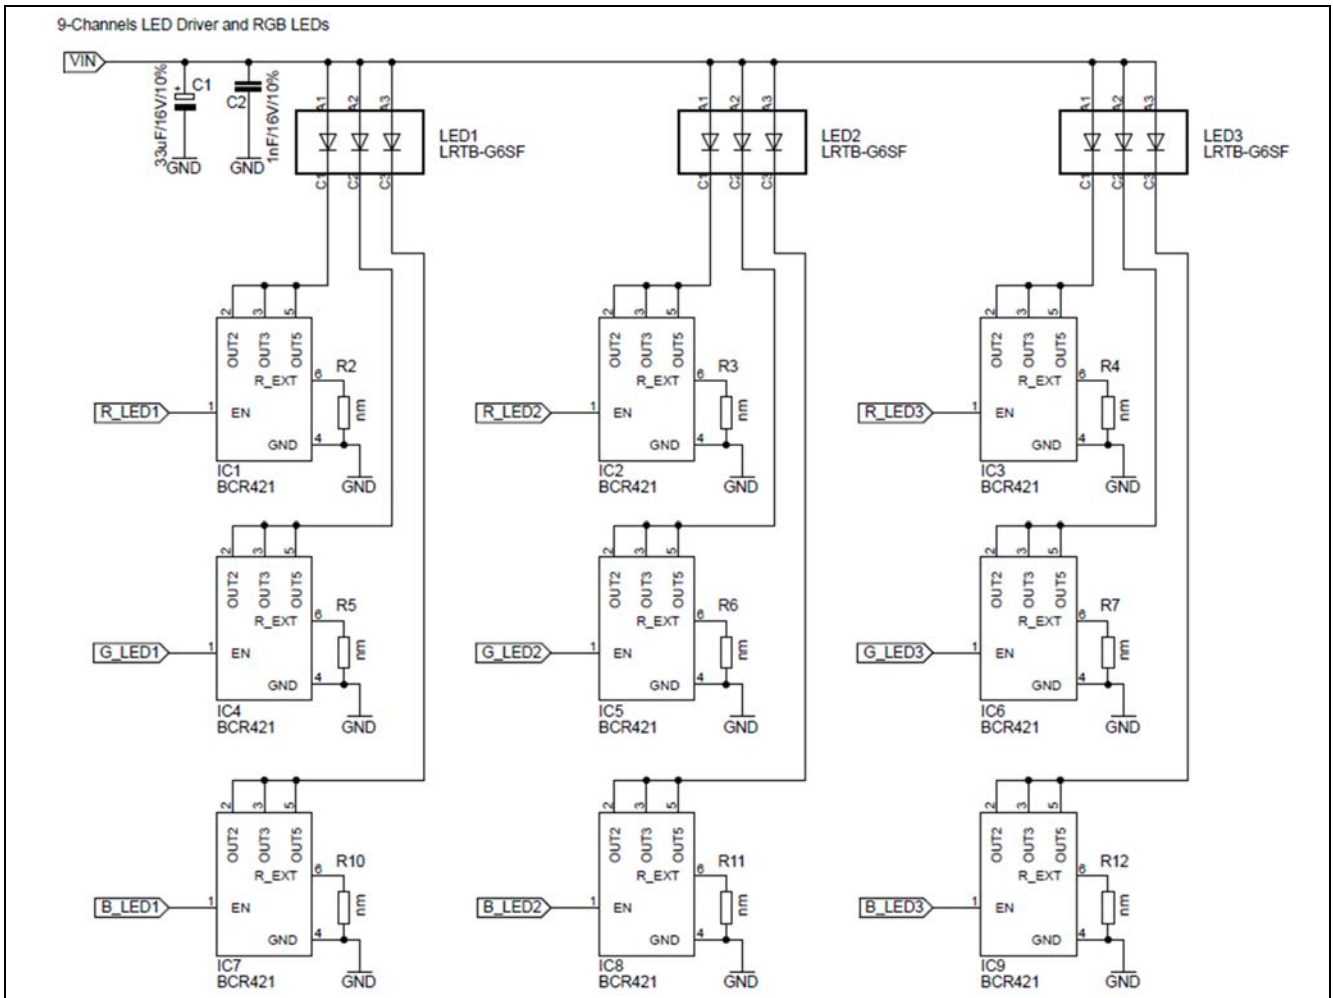 9-Channels LED Driver and RGB LEDs
VIN
33uF/16V/10%
+
C1
GND
C2
1nF/16V/10%
GND
A1 A2 A3
LED1
LRTB-G6SF
C1 C2 C3
A1 A2 A3
LED2
LRTB-G6SF
C1 C2 C3
A1 A2 A3
LED3
LRTB-G6SF
C1 C2 C3
2 3 5
OUT2 OUT3 OUT5
R_EXT 6
R2
nm
R_LED1
1 EN
GND 4
IC1
BCR421
GND
2 3 5
OUT2 OUT3 OUT5
R_EXT 6
R3
nm
R_LED2
1 EN
GND 4
IC2
BCR421
GND
2 3 5
OUT2 OUT3 OUT5
R_EXT 6
R4
nm
R_LED3
1 EN
GND 4
IC3
BCR421
GND
2 3 5
OUT2 OUT3 OUT5
R_EXT 6
R5
nm
G_LED1
1 EN
GND 4
IC4
BCR421
GND
2 3 5
OUT2 OUT3 OUT5
R_EXT 6
R6
nm
G_LED2
1 EN
GND 4
IC5
BCR421
GND
2 3 5
OUT2 OUT3 OUT5
R_EXT 6
R7
nm
G_LED3
1 EN
GND 4
IC6
BCR421
GND
2 3 5
OUT2 OUT3 OUT5
R_EXT 6
R10
nm
B_LED1
1 EN
GND 4
IC7
BCR421
GND
2 3 5
OUT2 OUT3 OUT5
R_EXT 6
R11
nm
B_LED2
1 EN
GND 4
IC8
BCR421
GND
2 3 5
OUT2 OUT3 OUT5
R_EXT 6
R12
nm
B_LED3
1 EN
GND 4
IC9
BCR421
GND